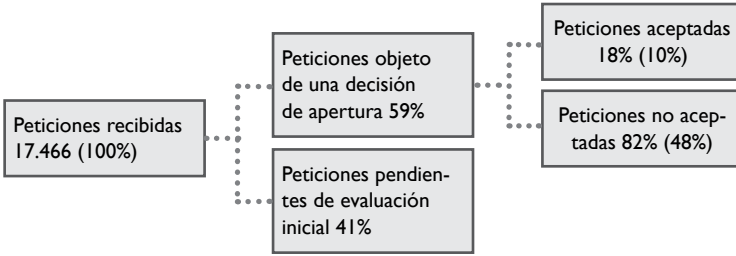 Peticiones recibidas
17.466 (100%)
Peticiones objeto
de una decisión
de apertura 59%
Peticiones pendien-
tes de evaluación
inicial 41%
Peticiones aceptadas
18% (10%)
Peticiones no acep-
tadas 82% (48%)